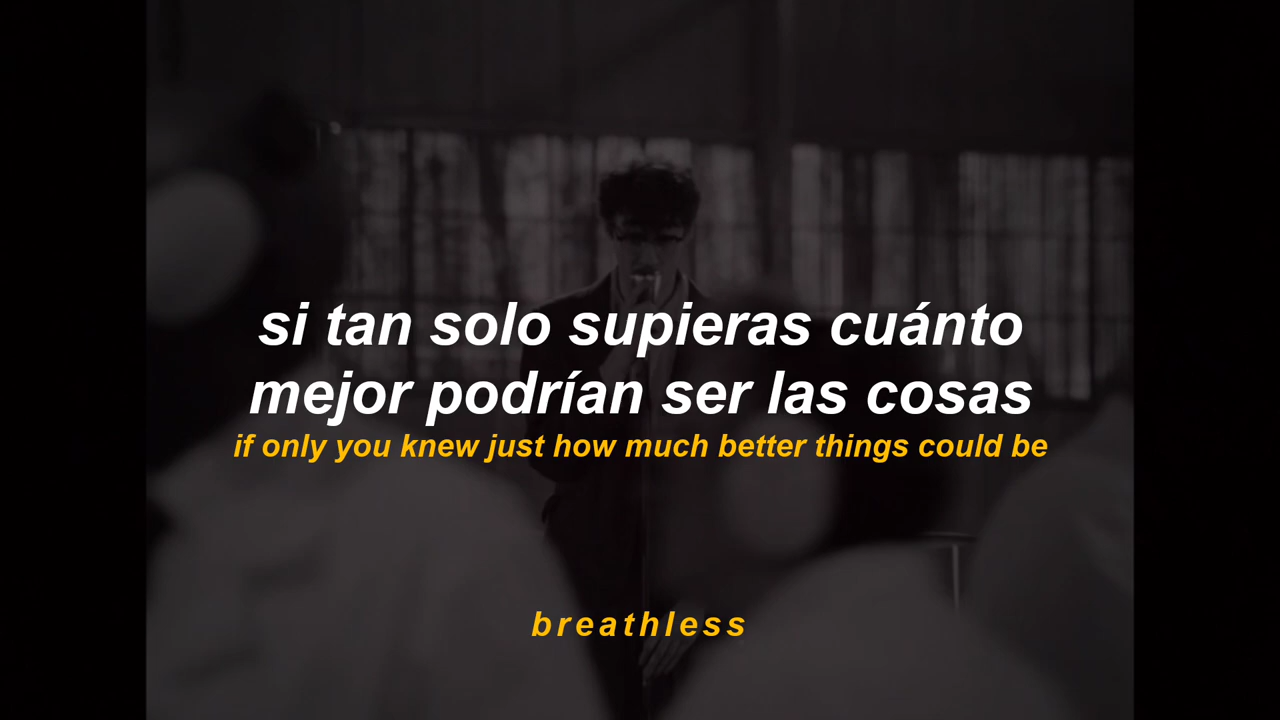 si tan solo supieras cuánto
mejor podrían ser las cosas
if only you knew just how much better things could be
breathless